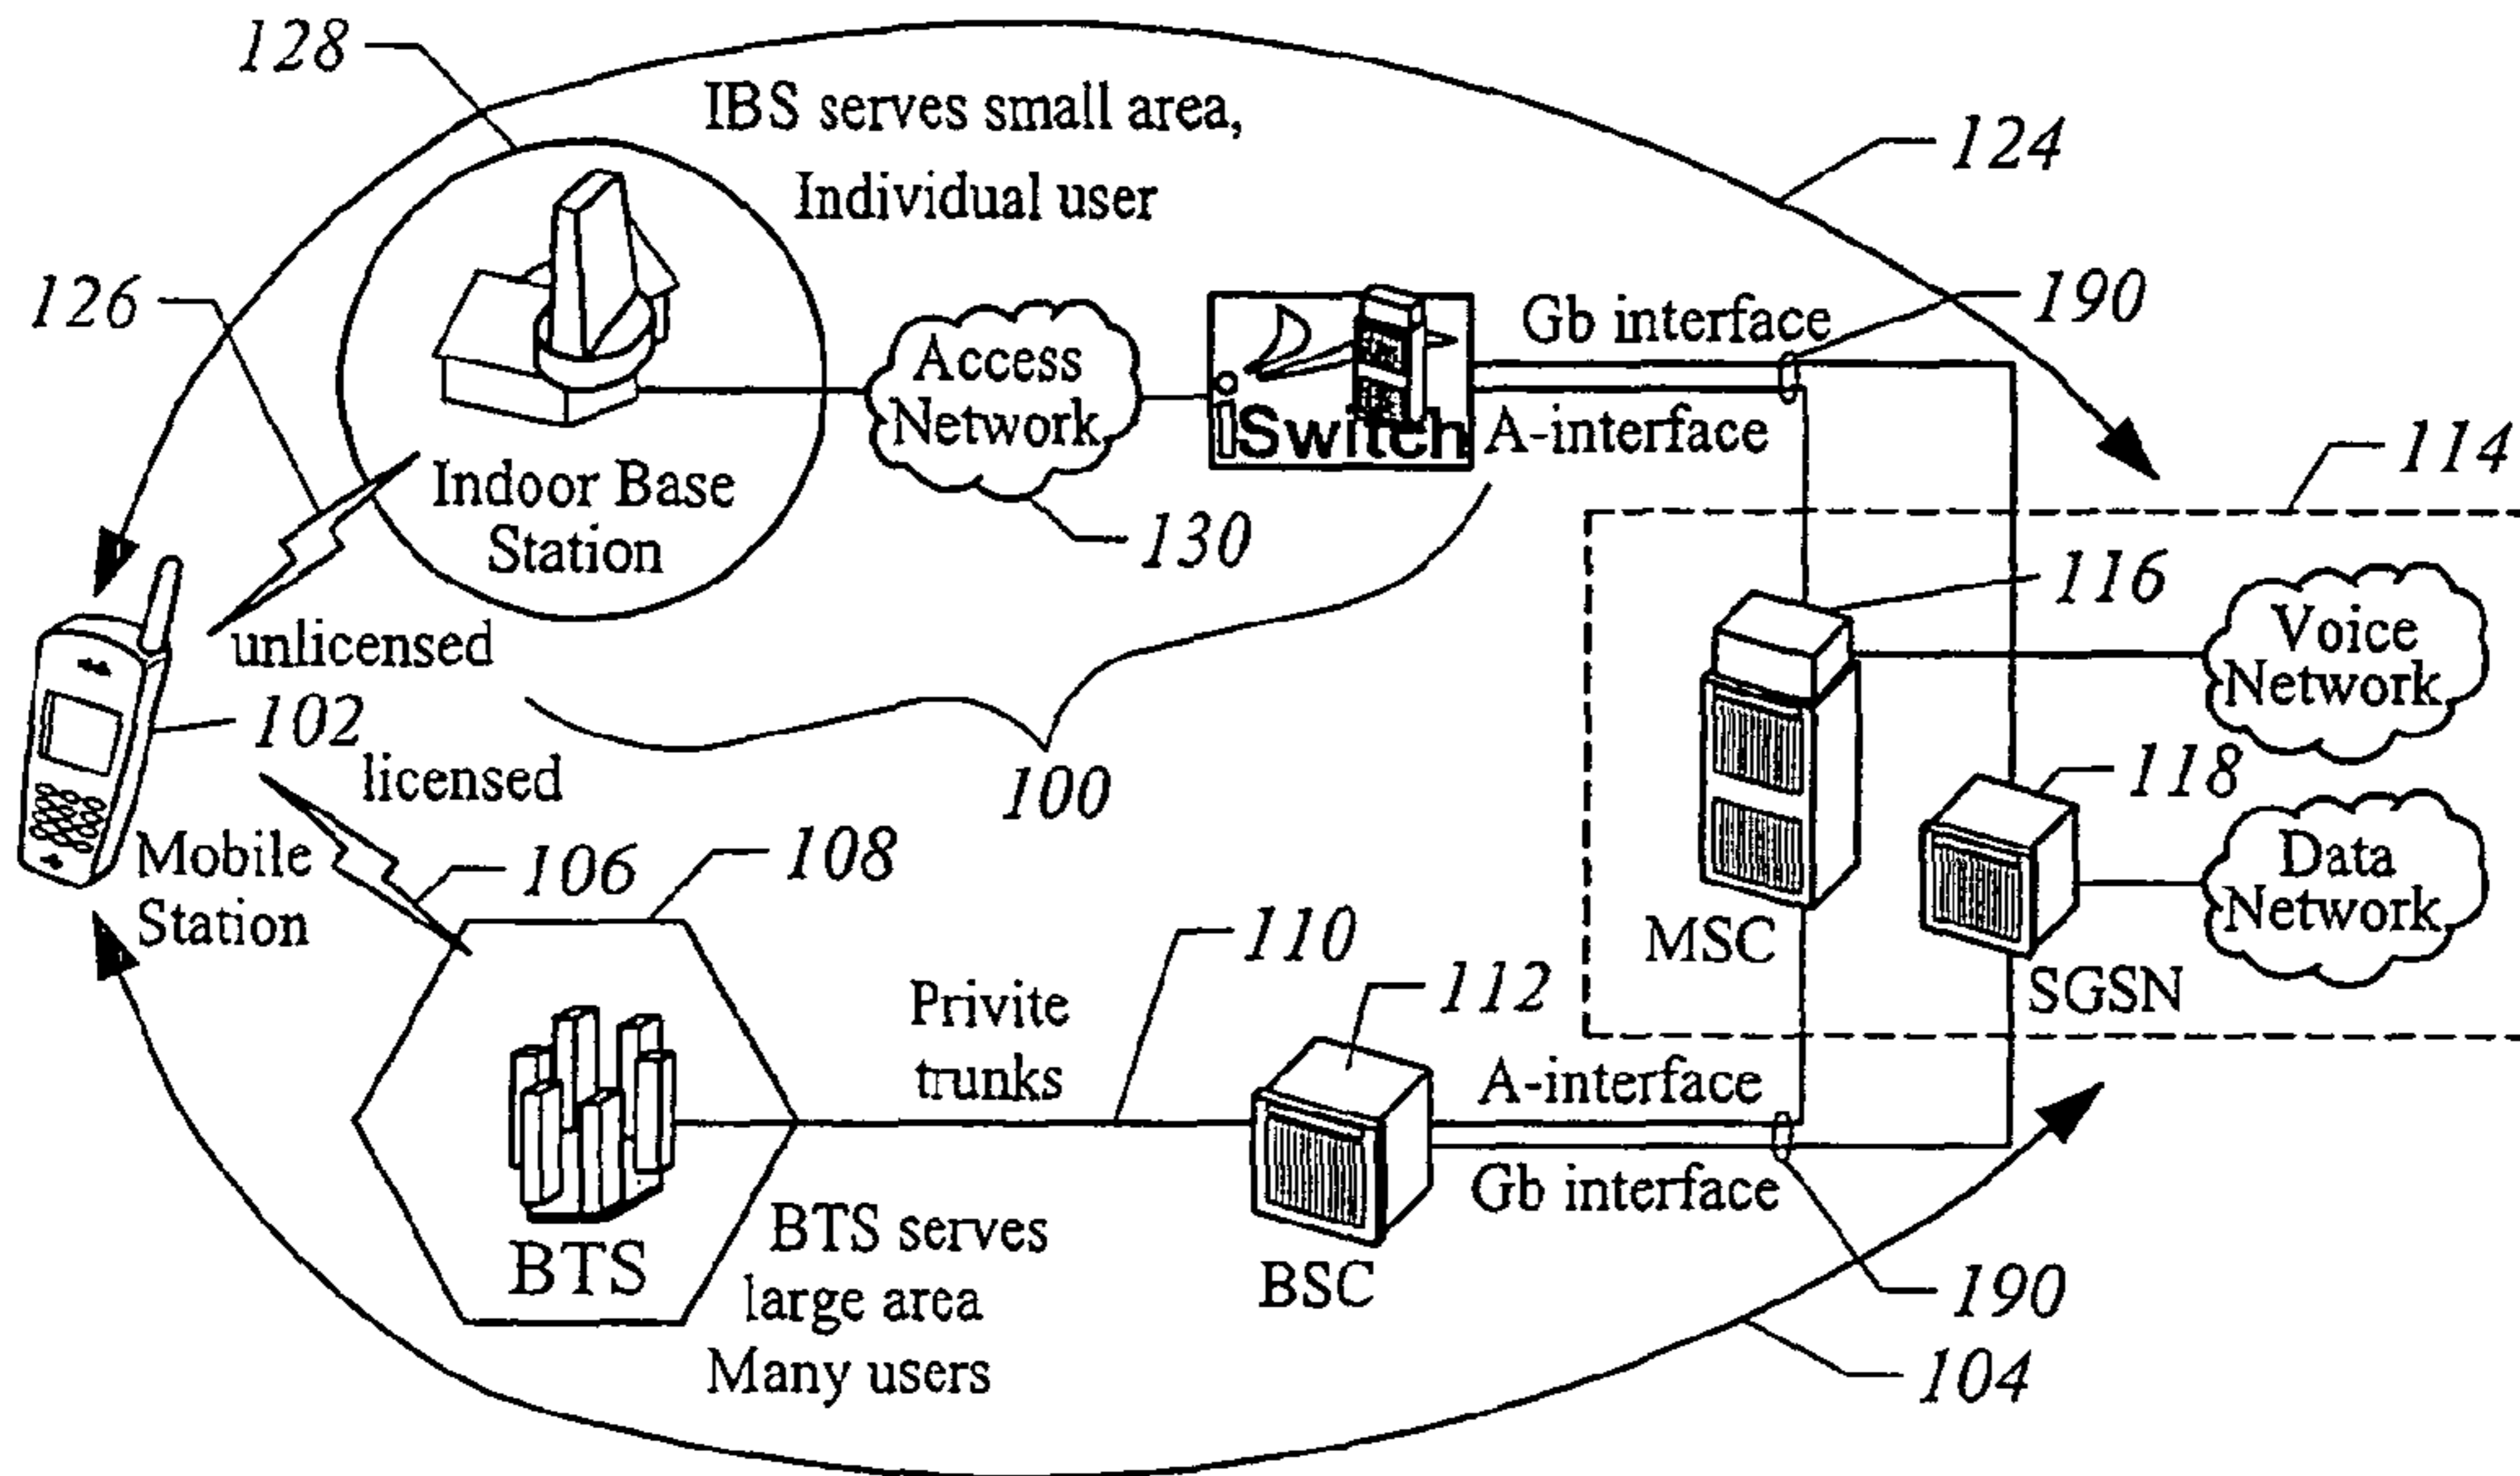 128
IBS serves small area,
Individual user
124
126
190
Gb interface
Access
Network
iSwitch
A-interface
114
Indoor Base
Station
130
116
Voice
Network
unlicensed
102
licensed
100
118
Mobile
Station
106
108
MSC
Data
Network
SGSN
110
112
Privite
trunks
A-interface
Gb interface
BTS
BTS serves
large area
Many users
BSC
190
104